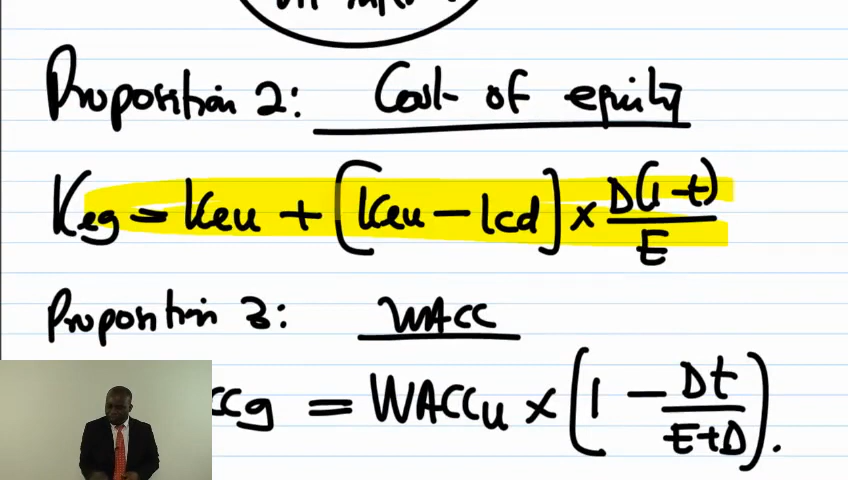 Proposition 2: Cost of equity
Keg = Keu + [Keu - kd] × D(1-t)/E
Proposition 3: WACC
CCg = WACCu × (1 - Dt/E+D).